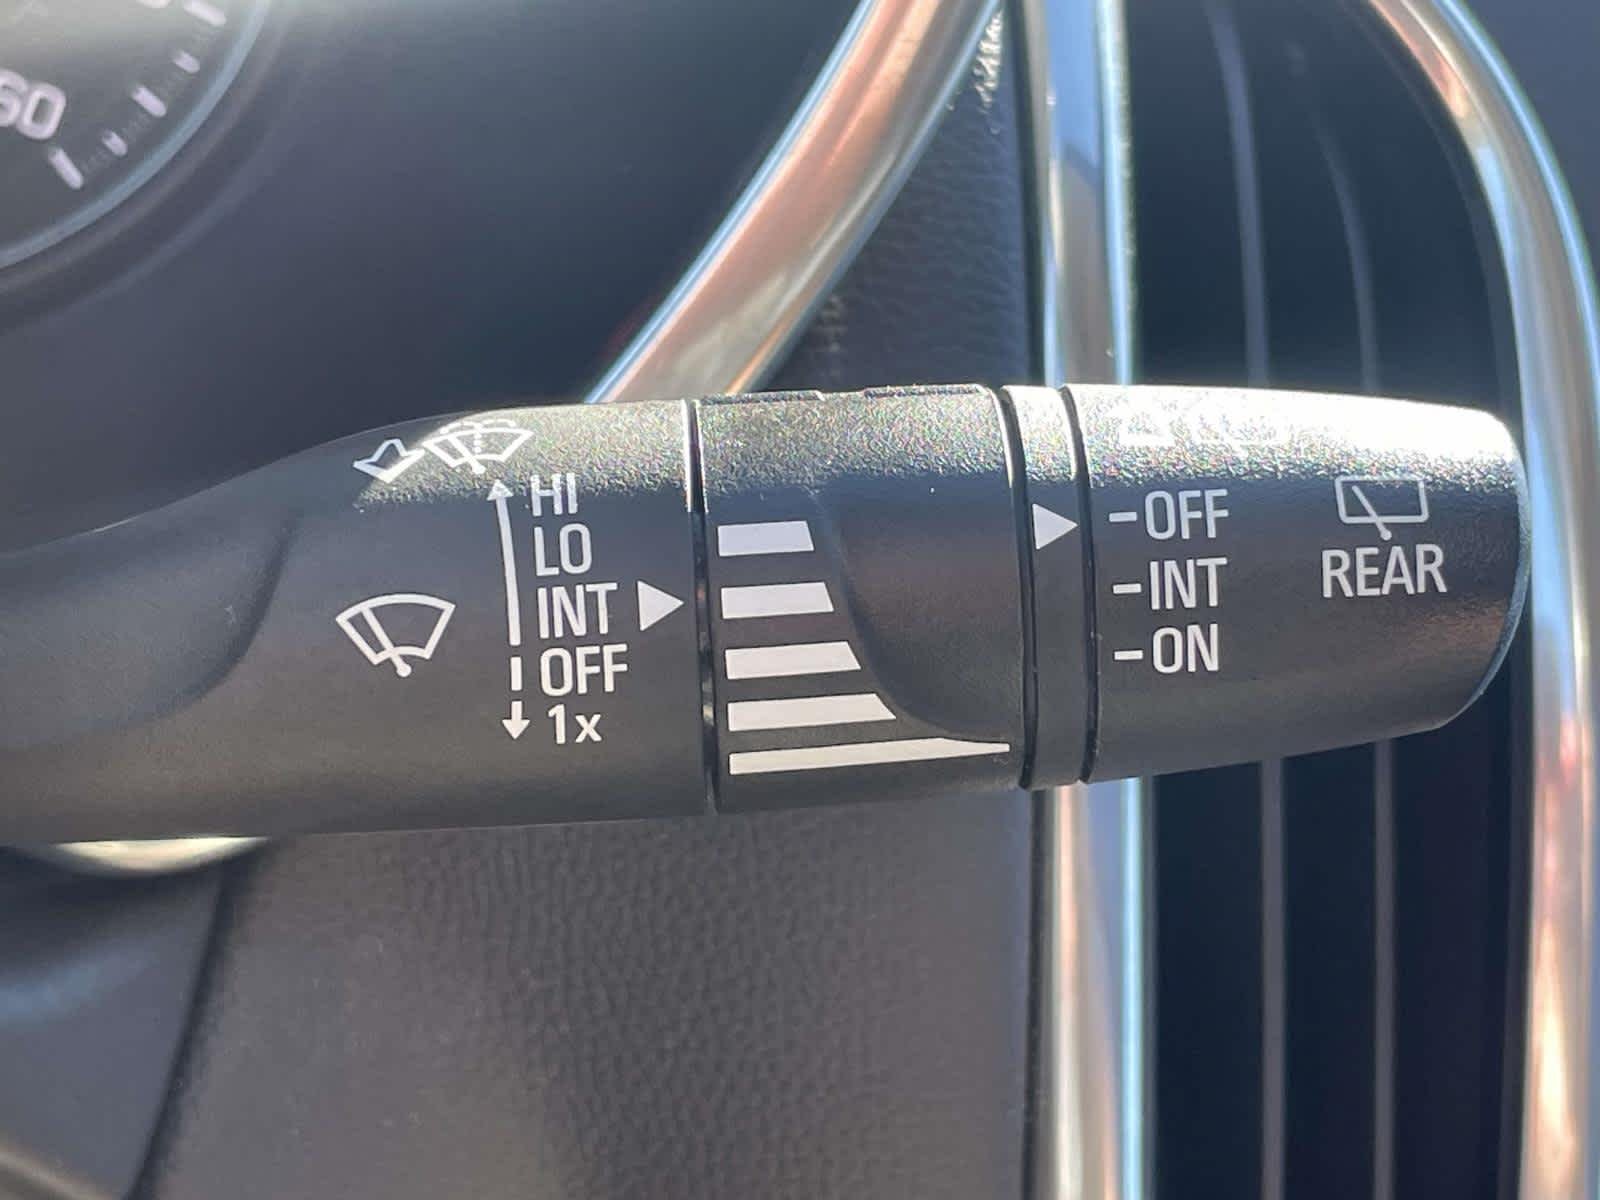 60
HI
LO
INT
OFF
1x
-OFF
-INT
-ON
REAR